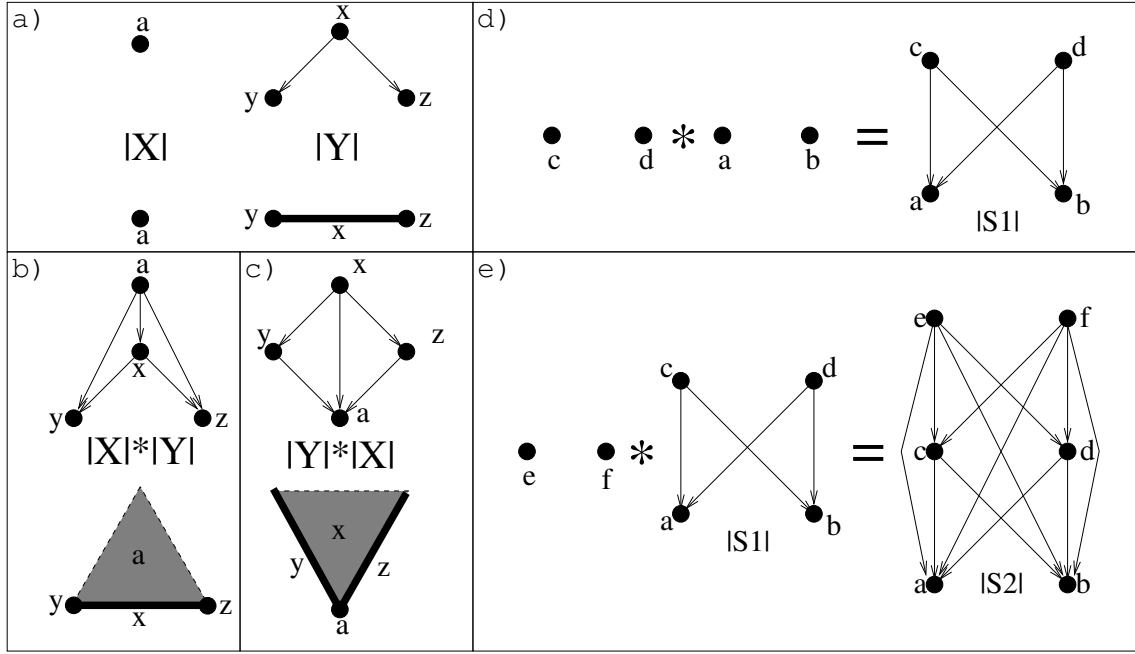 a)
a
x
y
z
|X|
|Y|
a
y
x
z
b)
a
x
y
z
|X|*|Y|
a
y
x
z
c)
x
y
z
a
|Y|*|X|
x
y
z
a
d)
c d * a b =
c d
a b
|S1|
e)
e f *
c d
a b
|S1|
=
e f
c d
a b
|S2|